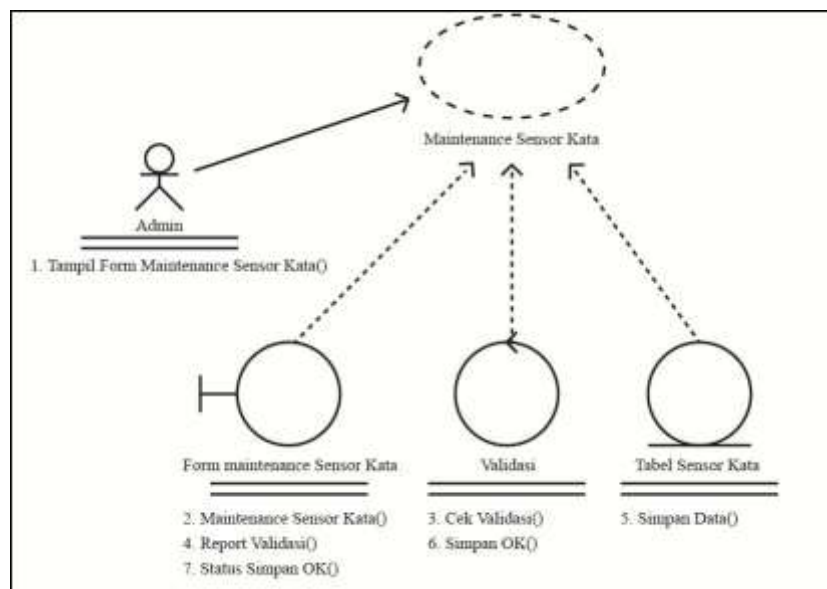 Maintenance Sensor Kata
Admin
1. Tampil Form Maintenance Sensor Kata()
Form maintenance Sensor Kata
2. Maintenance Sensor Kata()
4. Report Validasi()
7. Status Simpan OK()
Validasi
3. Cek Validasi()
6. Simpan OK()
Tabel Sensor Kata
5. Simpan Data()